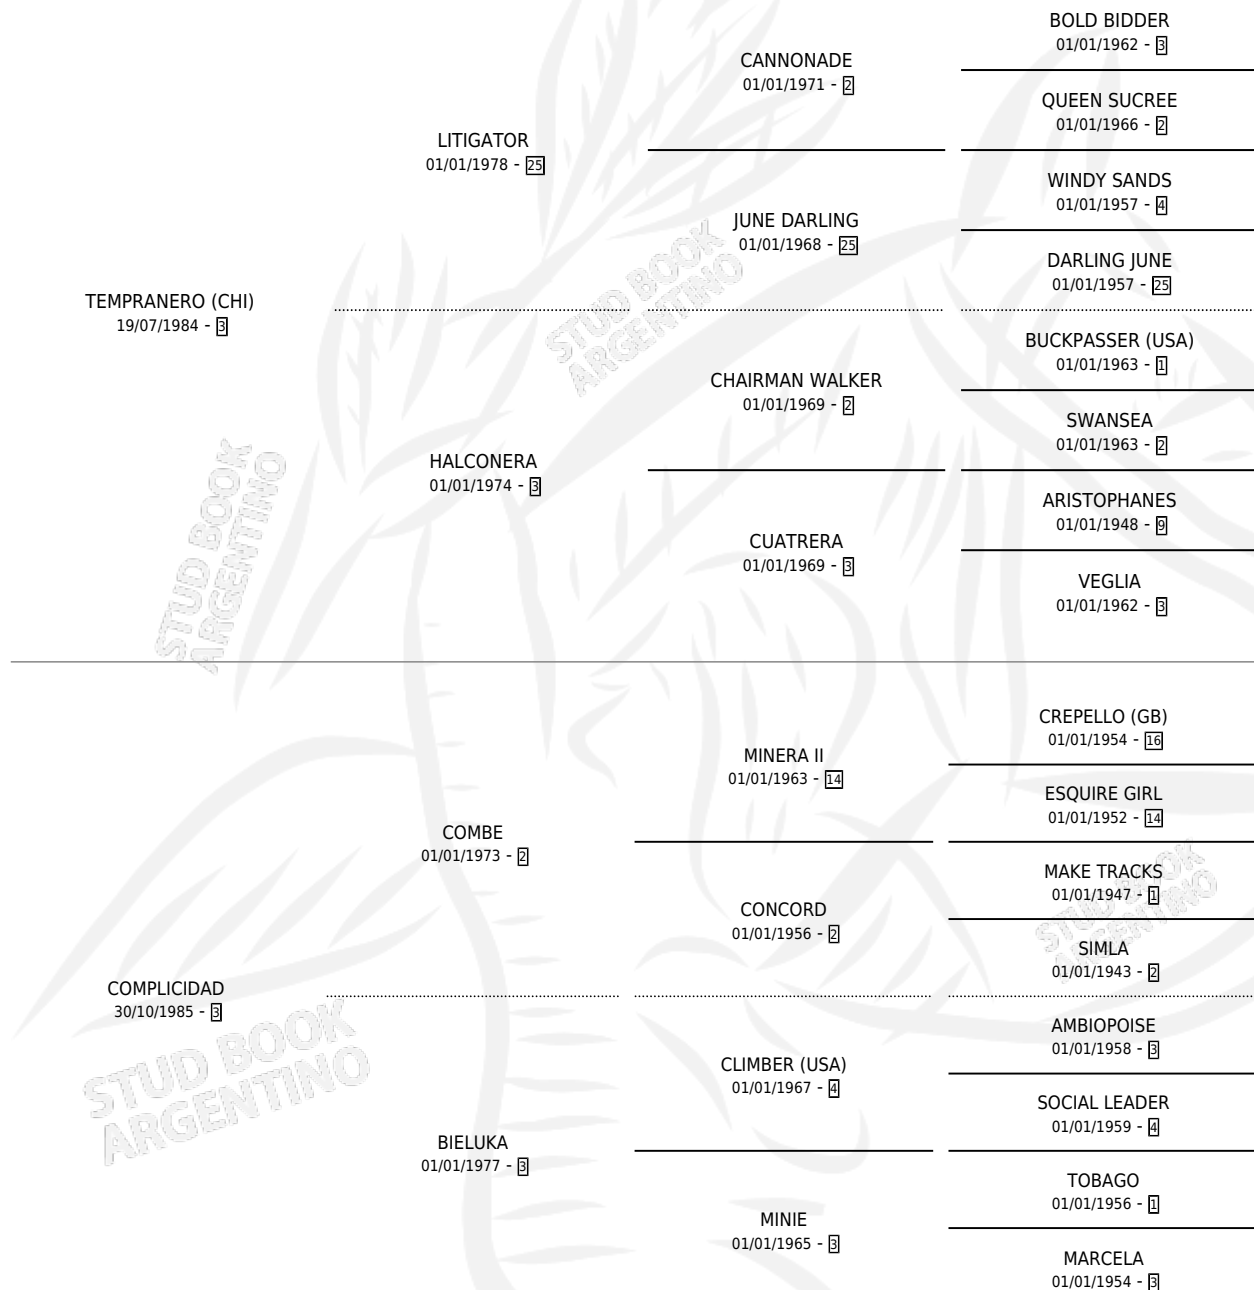 BOLD BIDDER
01/01/1962 - 3
CANNONADE
01/01/1971 - 2
QUEEN SUCREE
01/01/1966 - 2
LITIGATOR
01/01/1978 - 25
WINDY SANDS
01/01/1957 - 4
JUNE DARLING
01/01/1968 - 25
DARLING JUNE
01/01/1957 - 25
TEMPRANERO (CHI)
19/07/1984 - 3
BUCKPASSER (USA)
01/01/1963 - 1
CHAIRMAN WALKER
01/01/1969 - 2
SWANSEA
01/01/1963 - 2
HALCONERA
01/01/1974 - 3
ARISTOPHANES
01/01/1948 - 9
CUATRERA
01/01/1969 - 3
VEGLIA
01/01/1962 - 3
CREPELLO (GB)
01/01/1954 - 16
MINERA II
01/01/1963 - 14
ESQUIRE GIRL
01/01/1952 - 14
COMBE
01/01/1973 - 2
MAKE TRACKS
01/01/1947 - 1
CONCORD
01/01/1956 - 2
SIMLA
01/01/1943 - 2
COMPLICIDAD
30/10/1985 - 3
AMBIOPOISE
01/01/1958 - 3
CLIMBER (USA)
01/01/1967 - 4
SOCIAL LEADER
01/01/1959 - 4
BIELUKA
01/01/1977 - 3
TOBAGO
01/01/1956 - 1
MINIE
01/01/1965 - 3
MARCELA
01/01/1954 - 3
STUD BOOK
ARGENTINO
STUD BOOK
ARGENTINO
STUD BOOK
ARGENTINO
STUD BOOK
ARGENTINO